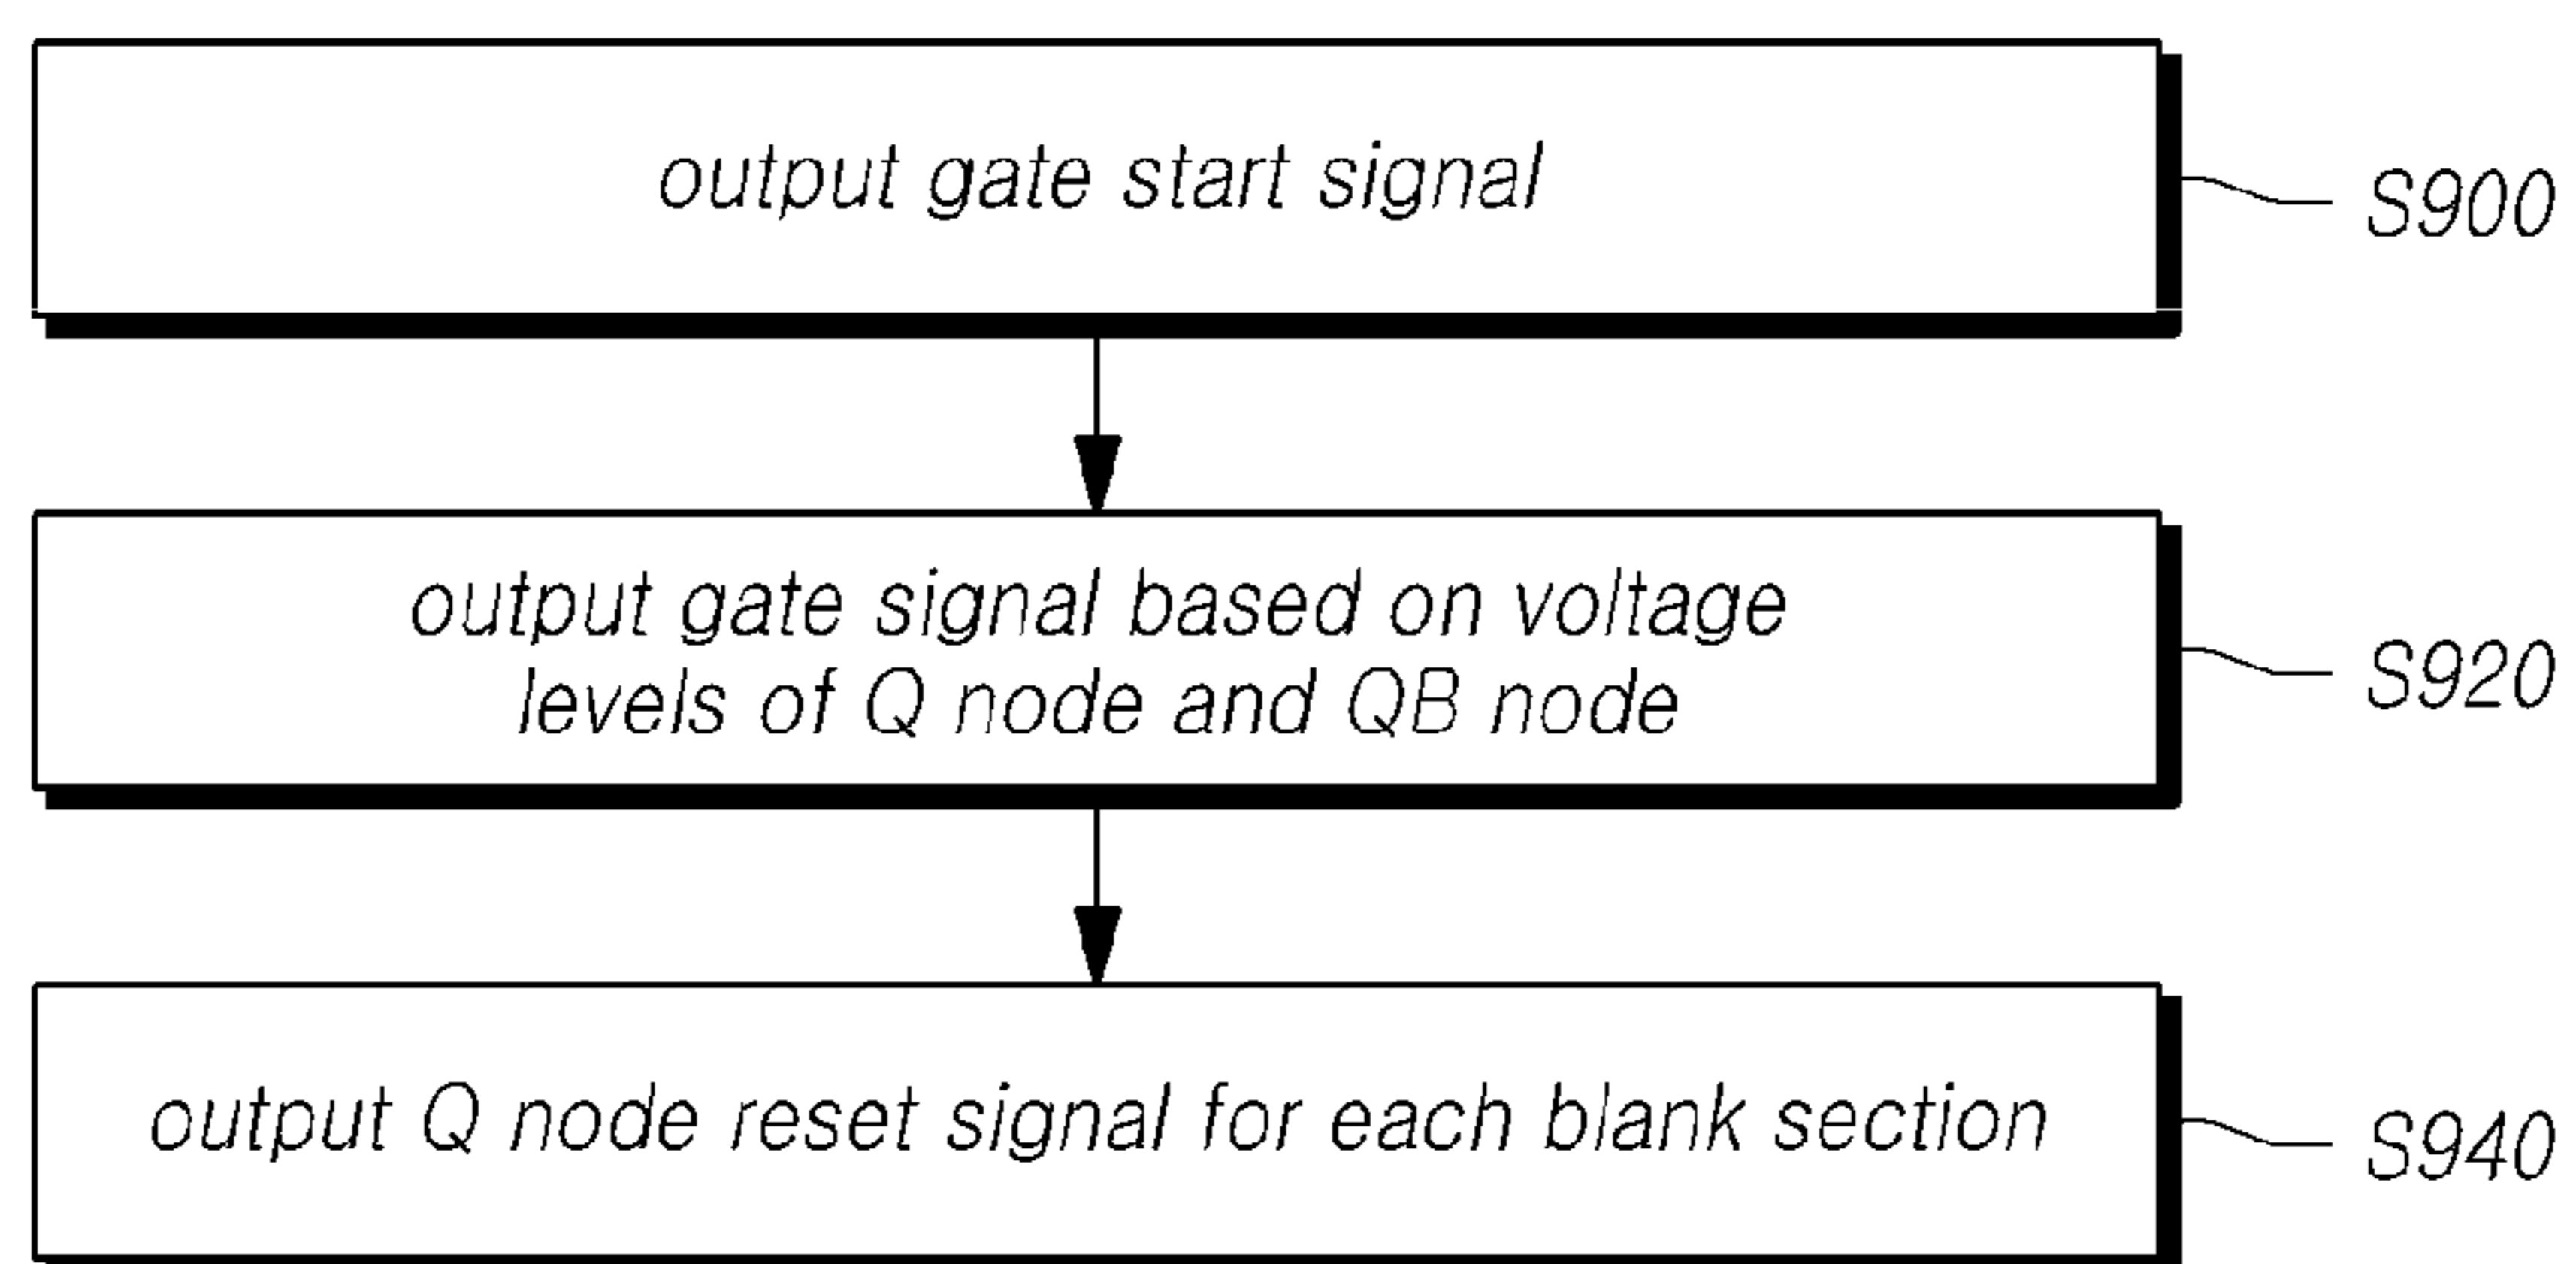 output gate start signal
S900
output gate signal based on voltage
levels of Q node and QB node
S920
output Q node reset signal for each blank section
S940